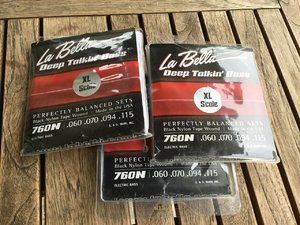 La Bella
Deep Talkin' Bass
XL
Scale
PERFECTLY BALANCED SETS
Black Nylon Tape Wound Made in the USA
760N .060 .070 .094 .115
ELECTRIC BASS
La Bella
Deep Talkin' Bass
XL
Scale
PERFECTLY BALANCED SETS
Black Nylon Tape Wound Made in the USA
760N .060 .070 .094 .115
ELECTRIC BASS
PERFECTLY
Black Nylon
760N .060 .070 .094 .115
ELECTRIC BASS